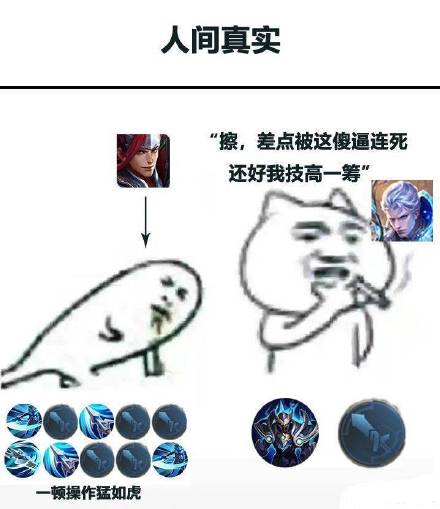 人间真实
“擦，差点被这傻逼连死
还好我技高一筹”
一顿操作猛如虎